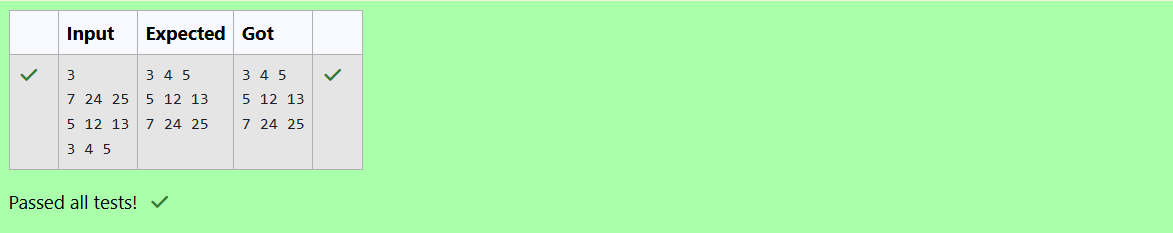 Input Expected Got
3 3 4 5 3 4 5
7 24 25 5 12 13 5 12 13
5 12 13 7 24 25 7 24 25
3 4 5
Passed all tests!